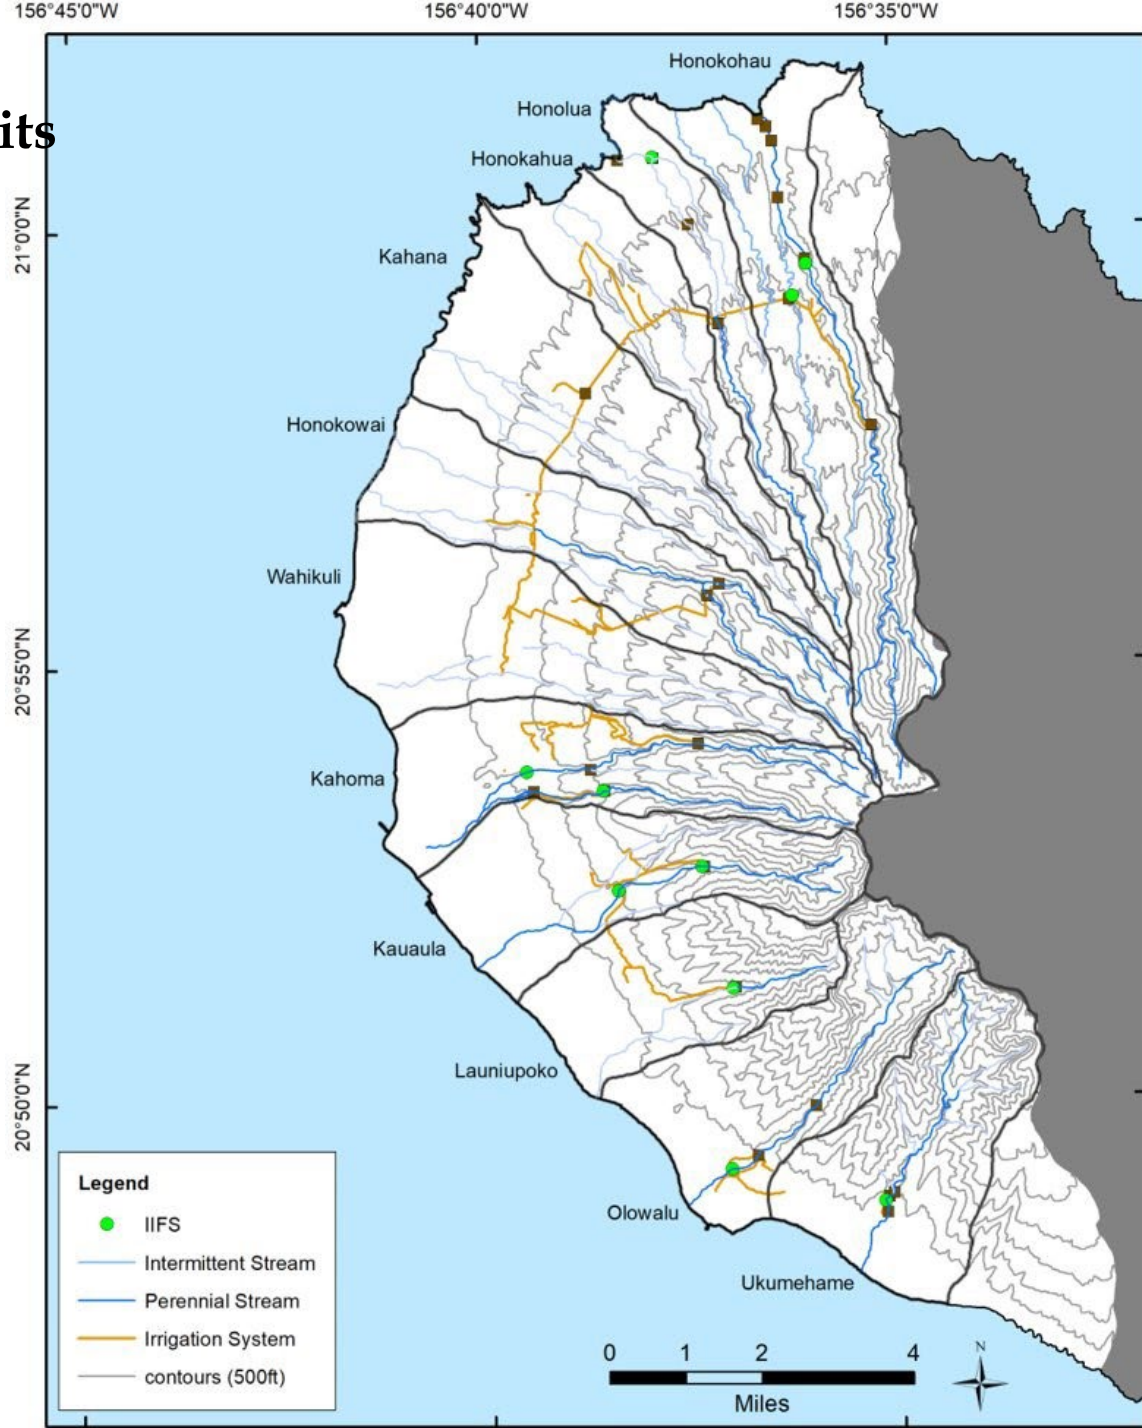 156°45'0"W
156°40'0"W
156°35'0"W
its
Honokohau
Honolua
Honokahua
21°0'0"N
Kahana
Honokowai
Wahikuli
20°55'0"N
Kahoma
Kauaula
Launiupoko
20°50'0"N
Olowalu
Ukumehame
Legend
IIFS
Intermittent Stream
Perennial Stream
Irrigation System
contours (500ft)
0 1 2 4
Miles
N